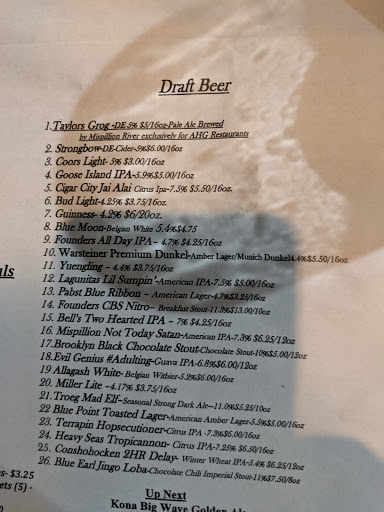 Draft Beer
1.Taylors Grog -DE 5% $5/16oz-Pale Ale Brewed
by Mispillion River exclusively for AHG Restaurants
2. Strongbow-DE-Cider-5%$6.00/16oz
3. Coors Light- 5% $3.00/16oz
4. Goose Island IPA-5.9%$5.00/16oz
5. Cigar City Jai Alai Citrus Ipa-7.5% $5.50/16oz.
6. Bud Light-4.25% $3.75/16oz.
7. Guinness- 4.2% $6/20oz.
8. Blue Moon-Belgan White 5.4%$4.75
9. Founders All Day IPA- 4.7% $4.25/16oz
10. Warsteiner Premium Dunkel-Amber Lager/Munich Dunkel4.4%$5.50/16oz
11. Yuengling - 4.4% $3.75/16oz
12. Lagunitas Lil Sumpin'-American IPA-7.5% $5.00/16oz
13. Pabst Blue Ribbon - American Lager-4.7%$3.25/16oz
14. Founders CBS Nitro- Breakfast Stout-11.3%$13.00/10oz
15. Bell's Two Hearted IPA - 7% $4.25/16oz
16. Mispillion Not Today Satan-American IPA-7.3% $6.25/12oz
17.Brooklyn Black Chocolate Stout-Chocolate Stout-10%$5.00/12oz
18.Evil Genius #Adulting-Guava IPA-6.8%$6.00/12oz
19 Allagash White- Belgian Witbier-5.2%$6.00/16oz
20. Miller Lite -4.17% $3.75/16oz
21.Troeg Mad Elf-Seasonal Strong Dark Ale--11.0%$5.25/10oz
22 Blue Point Toasted Lager-American Amber Lager-5.5%$5.00/16oz
23. Terrapin Hopsecutioner-Citrus IPA -7.3%$6.00/16oz
24. Heavy Seas Tropicannon- Citrus IPA-7.25% $6.50/16oz
25. Conshohocken 2HR Delay- Winter Wheat IPA-5.4% $6.25/12oz
26. Blue Earl Jingo Loba-Chocolate Chili Imperial Stout-11%$7.50/8oz
Up Next
Kona Big Wave Golden
als
s- $3.25
ets (5) -